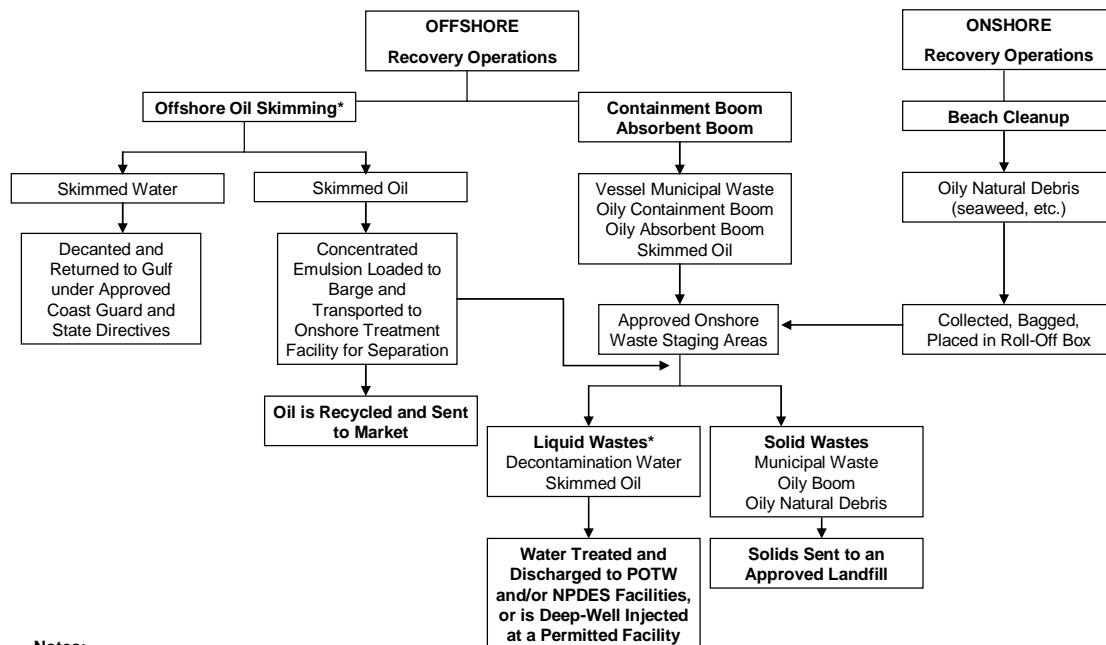 OFFSHORE
Recovery Operations
ONSHORE
Recovery Operations
Offshore Oil Skimming*
Containment Boom
Absorbent Boom
Beach Cleanup
Skimmed Water
Skimmed Oil
Vessel Municipal Waste
Oily Containment Boom
Oily Absorbent Boom
Skimmed Oil
Oily Natural Debris
(seaweed, etc.)
Decanted and
Returned to Gulf
under Approved
Coast Guard and
State Directives
Concentrated
Emulsion Loaded to
Barge and
Transported to
Onshore Treatment
Facility for Separation
Approved Onshore
Waste Staging Areas
Collected, Bagged,
Placed in Roll-Off Box
Oil is Recycled and Sent
to Market
Liquid Wastes*
Decontamination Water
Skimmed Oil
Solid Wastes
Municipal Waste
Oily Boom
Oily Natural Debris
Water Treated and
Discharged to POTW
and/or NPDES Facilities,
or is Deep-Well Injected
at a Permitted Facility
Solids Sent to an
Approved Landfill
Notes: